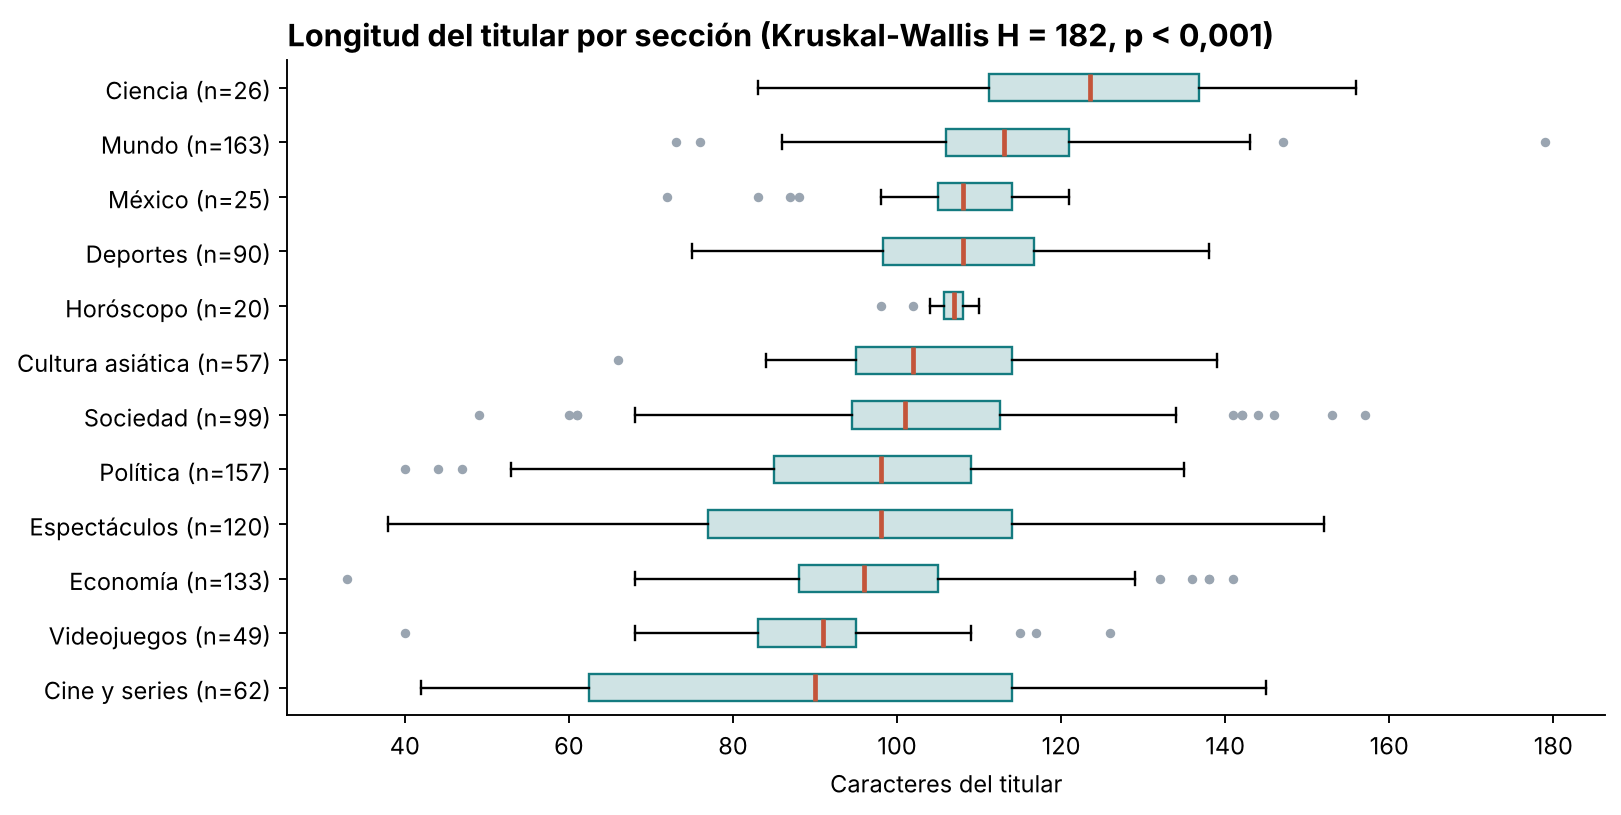 Longitud del titular por sección (Kruskal-Wallis H = 182, p < 0,001)
Ciencia (n=26)
Mundo (n=163)
México (n=25)
Deportes (n=90)
Horóscopo (n=20)
Cultura asiática (n=57)
Sociedad (n=99)
Política (n=157)
Espectáculos (n=120)
Economía (n=133)
Videojuegos (n=49)
Cine y series (n=62)
40 60 80 100 120 140 160 180
Caracteres del titular